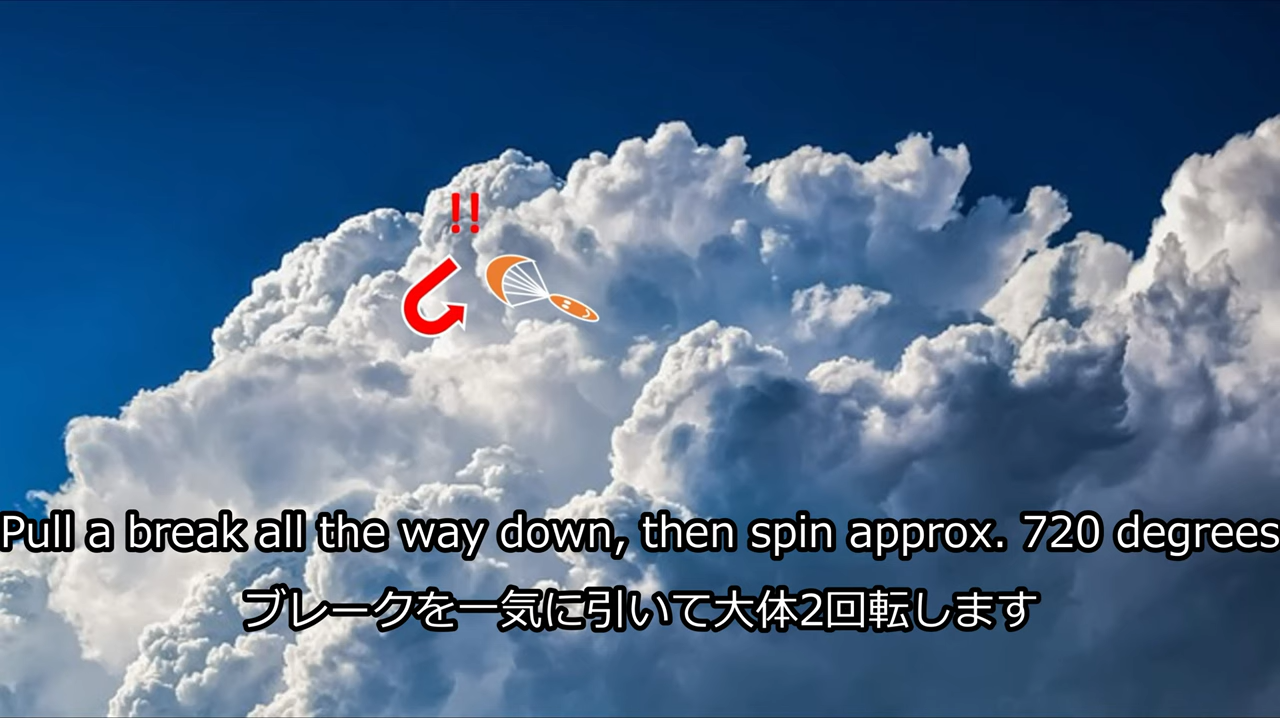 !!
Pull a break all the way down, then spin approx. 720 degrees
ブレークを一気に引いて大体2回転します